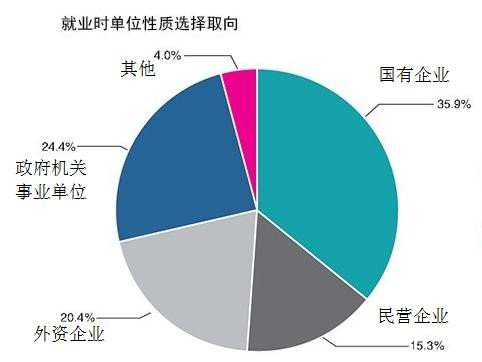 就业时单位性质选择取向
其他
4.0%
国有企业
35.9%
24.4%
政府机关
事业单位
民营企业
15.3%
20.4%
外资企业